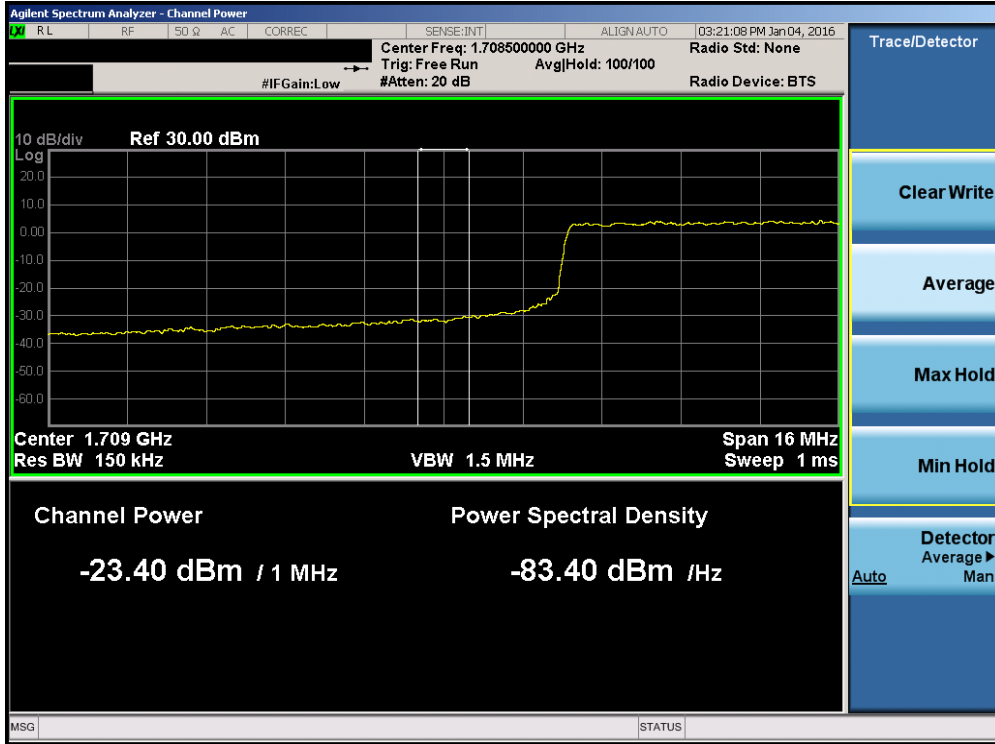 Agilent Spectrum Analyzer - Channel Power
LXI RL RF 50 Ω AC CORREC SENSE:INT ALIGN AUTO 03:21:08 PM Jan 04, 2016
Center Freq: 1.708500000 GHz Radio Std: None
Trig: Free Run Avg|Hold: 100/100
#IFGain:Low #Atten: 20 dB Radio Device: BTS
Trace/Detector
10 dB/div Ref 30.00 dBm
Log
20.0
10.0
0.00
-10.0
-20.0
-30.0
-40.0
-50.0
-60.0
Center 1.709 GHz Span 16 MHz
Res BW 150 kHz VBW 1.5 MHz Sweep 1 ms
Channel Power Power Spectral Density
-23.40 dBm / 1 MHz -83.40 dBm /Hz
Clear Write
Average
Max Hold
Min Hold
Detector
Average
Auto Man
MSG STATUS